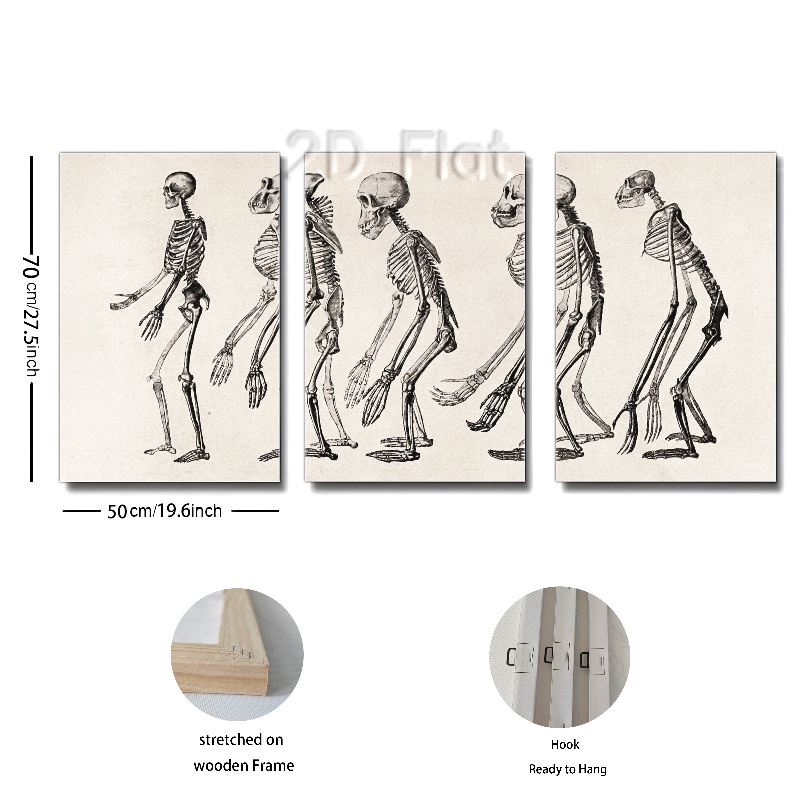 2D Flat
70 cm/27.5inch
50cm/19.6inch
stretched on
wooden Frame
Hook
Ready to Hang